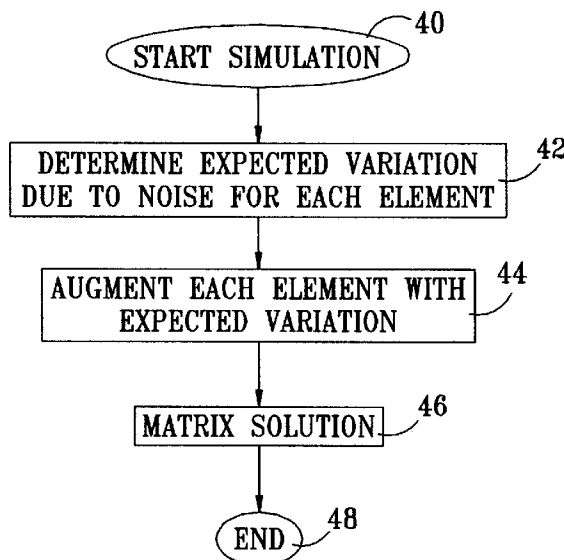 40
START SIMULATION
DETERMINE EXPECTED VARIATION
DUE TO NOISE FOR EACH ELEMENT
42
AUGMENT EACH ELEMENT WITH
EXPECTED VARIATION
44
MATRIX SOLUTION
46
END
48